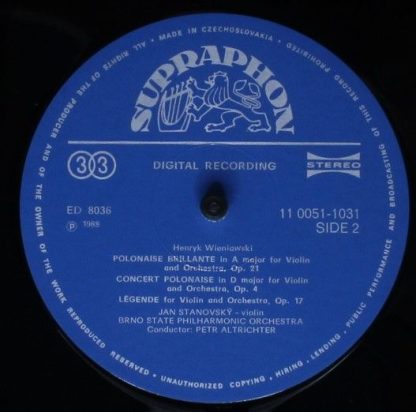 ALL RIGHTS OF THE PRODUCER AND OF THE OWNER OF THE WORK REPRODUCED RESERVED • UNAUTHORIZED COPYING, HIRING, LENDING, PUBLIC PERFORMANCE AND BROADCASTING OF THIS RECORD PROHIBITED • MADE IN CZECHOSLOVAKIA •
SUPRAPHON
33
DIGITAL RECORDING
STEREO
ED 8036
℗ 1988
11 0051-1031
SIDE 2
Henryk Wieniawski
POLONAISE BRILLANTE in A major for Violin
and Orchestra, Op. 21
CONCERT POLONAISE in D major for Violin
and Orchestra, Op. 4
LÉGENDE for Violin and Orchestra, Op. 17
JAN STANOVSKÝ - violin
BRNO STATE PHILHARMONIC ORCHESTRA
Conductor: PETR ALTRICHTER